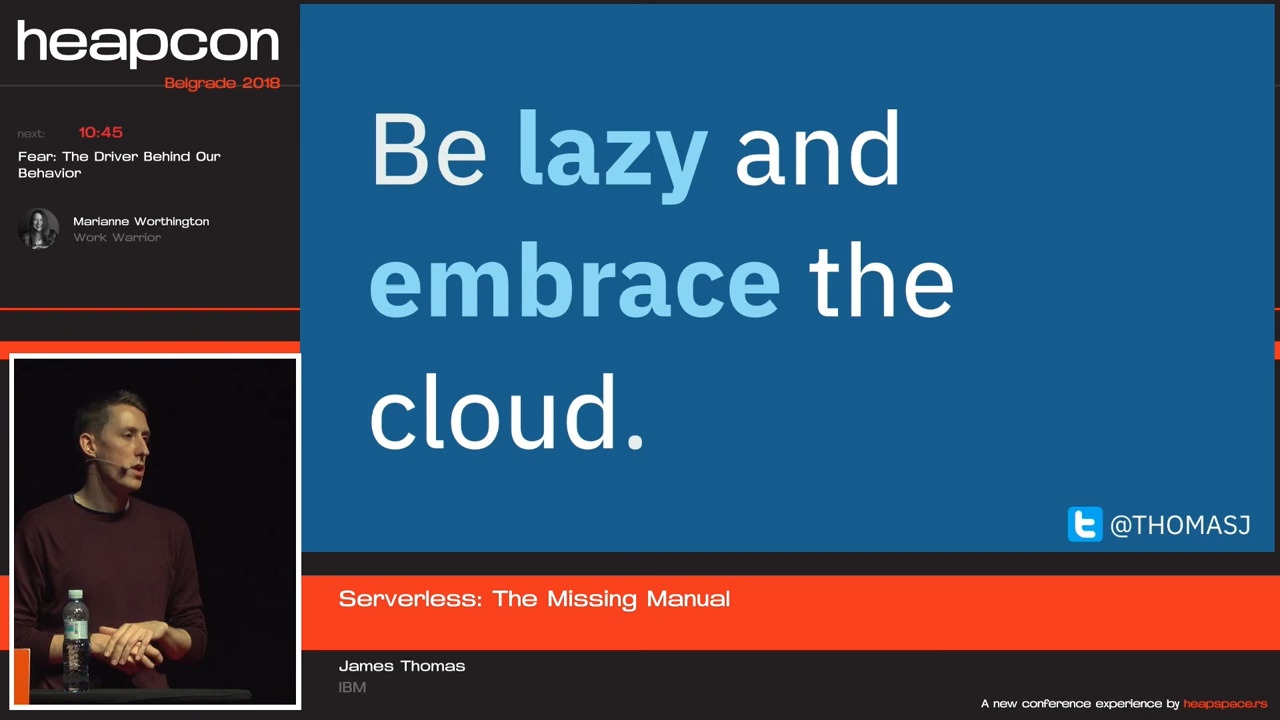 heapcon
Belgrade 2018
next: 10:45
Fear: The Driver Behind Our
Behavior
Marianne Worthington
Work Warrior
Be lazy and
embrace the
cloud.
@THOMASJ
Serverless: The Missing Manual
James Thomas
IBM
A new conference experience by heapspace.rs